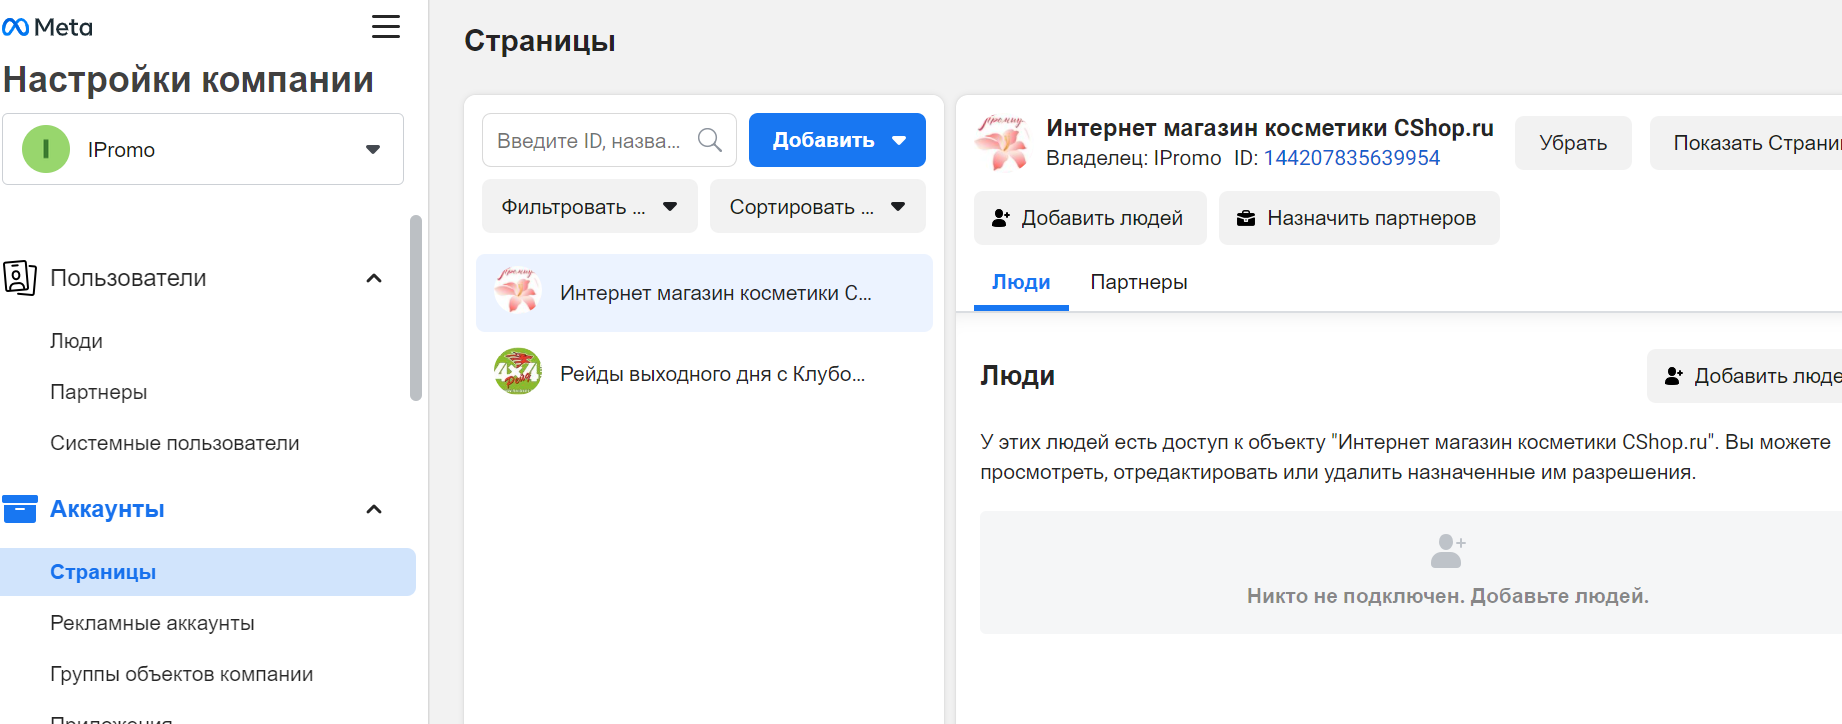 Meta
Настройки компании
I
IPromo
Пользователи
Люди
Партнеры
Системные пользователи
Аккаунты
Страницы
Рекламные аккаунты
Группы объектов компании
Приложения
Страницы
Введите ID, назва...
Добавить
Фильтровать ...
Сортировать ...
Интернет магазин косметики C...
Рейды выходного дня с Клубо...
Интернет магазин косметики CShop.ru
Владелец: IPromo ID: 144207835639954
Убрать
Показать Страни
Добавить людей
Назначить партнеров
Люди
Партнеры
Люди
Добавить люде
У этих людей есть доступ к объекту "Интернет магазин косметики CShop.ru". Вы можете
просмотреть, отредактировать или удалить назначенные им разрешения.
Никто не подключен. Добавьте людей.